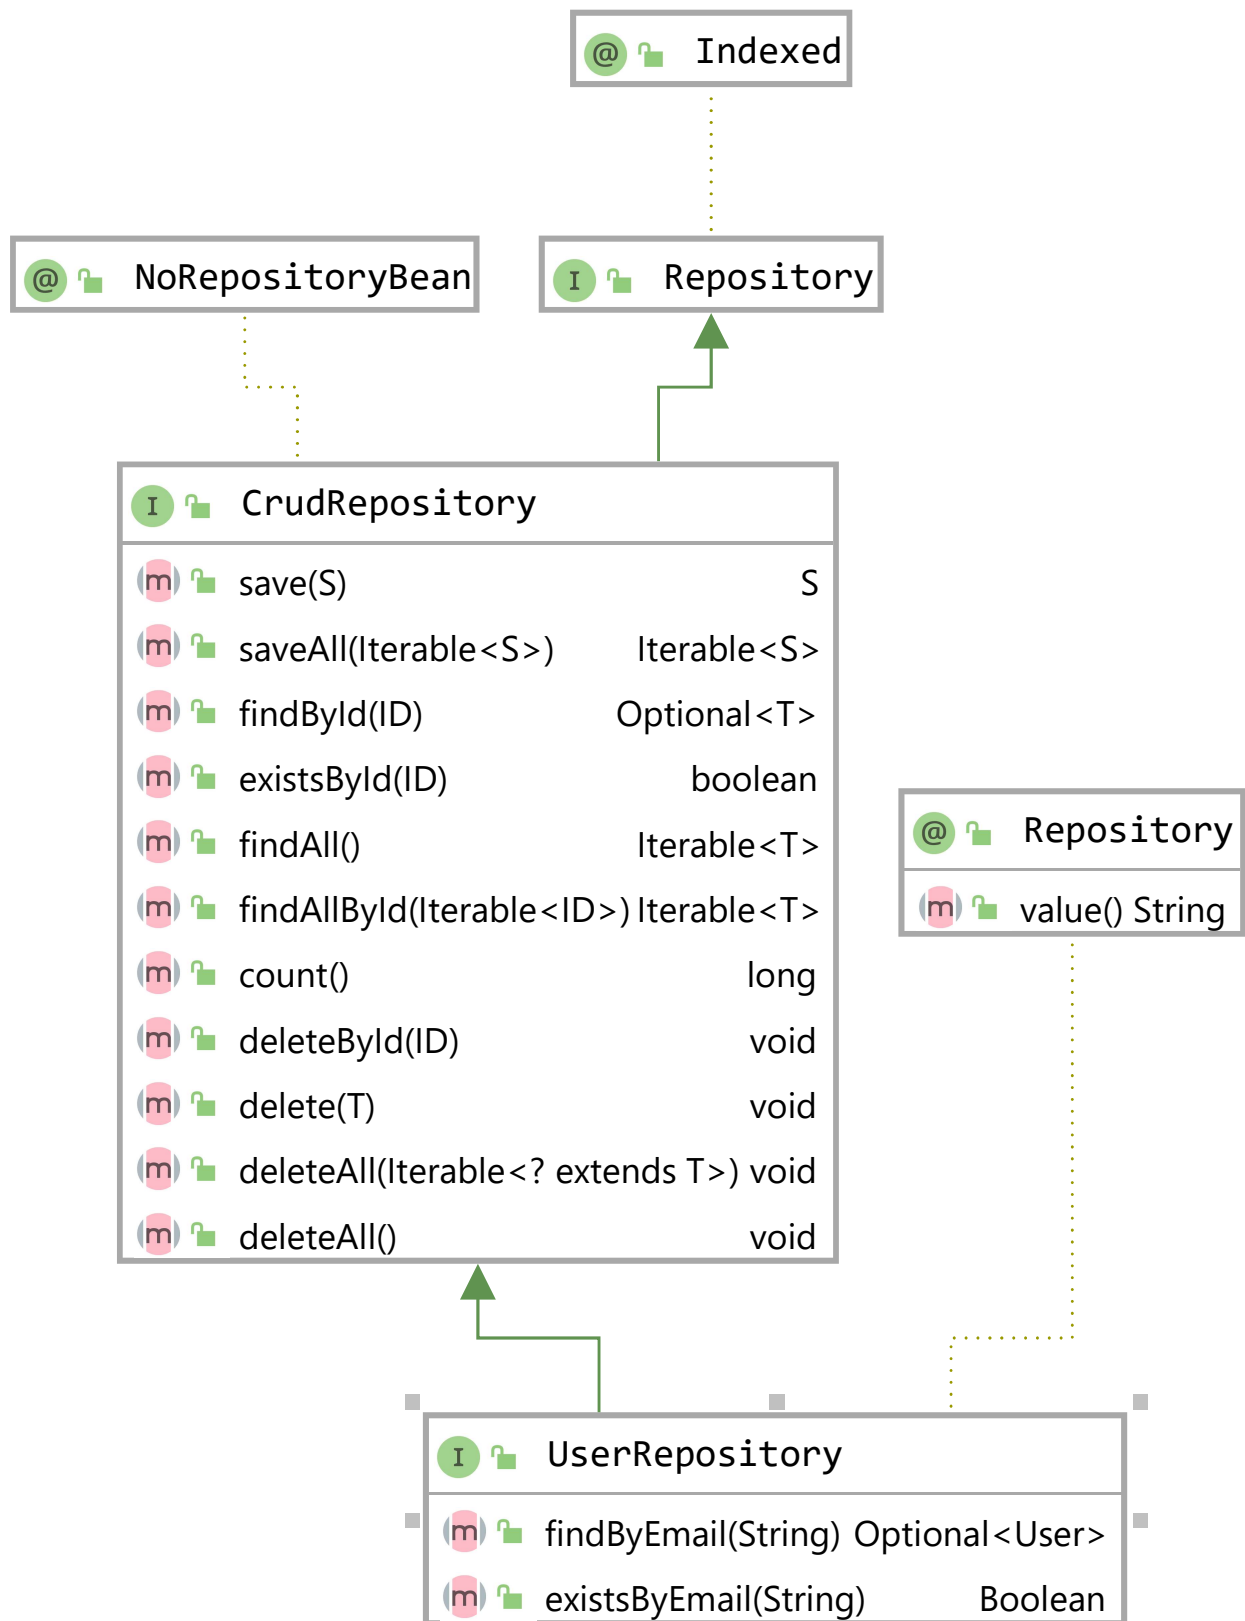 @ Indexed
@ NoRepositoryBean
I Repository
I CrudRepository
m save(S) S
m saveAll(Iterable<S>) Iterable<S>
m findById(ID) Optional<T>
m existsById(ID) boolean
m findAll() Iterable<T>
m findAllById(Iterable<ID>) Iterable<T>
m count() long
m deleteById(ID) void
m delete(T) void
m deleteAll(Iterable<? extends T>) void
m deleteAll() void
@ Repository
m value() String
I UserRepository
m findByEmail(String) Optional<User>
m existsByEmail(String) Boolean